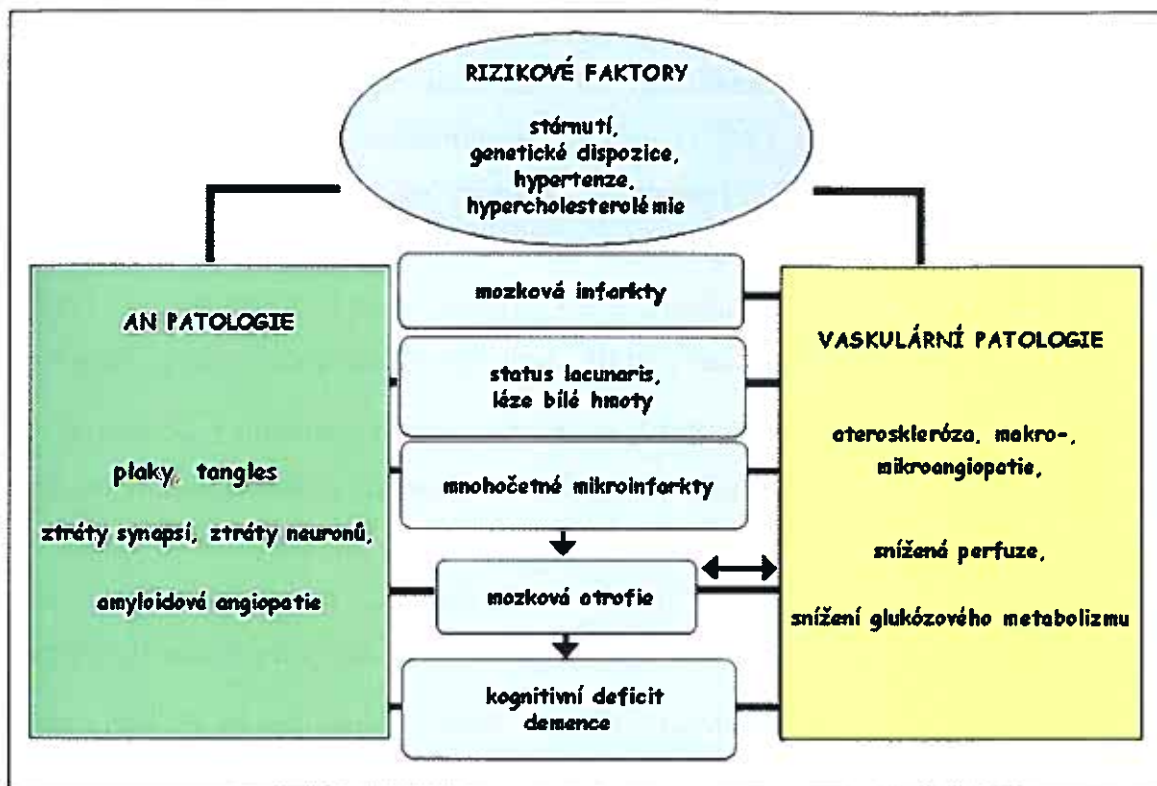 RIZIKOVÉ FAKTORY
stárnutí,
genetické dispozice,
hypertenze,
hypercholesterolémie
AN PATOLOGIE
plaky, tangles
ztráty synapsí, ztráty neuronů,
amyloidová angiopatie
mozková infarkty
status lacunaris,
léze bílé hmoty
mnohočetné mikroinfarkty
mozková atrofie
kognitivní deficit
demence
VASKULÁRNÍ PATOLOGIE
ateroskleróza, makro-,
mikroangiopatie,
snížená perfuze,
snížení glukózového metabolizmu